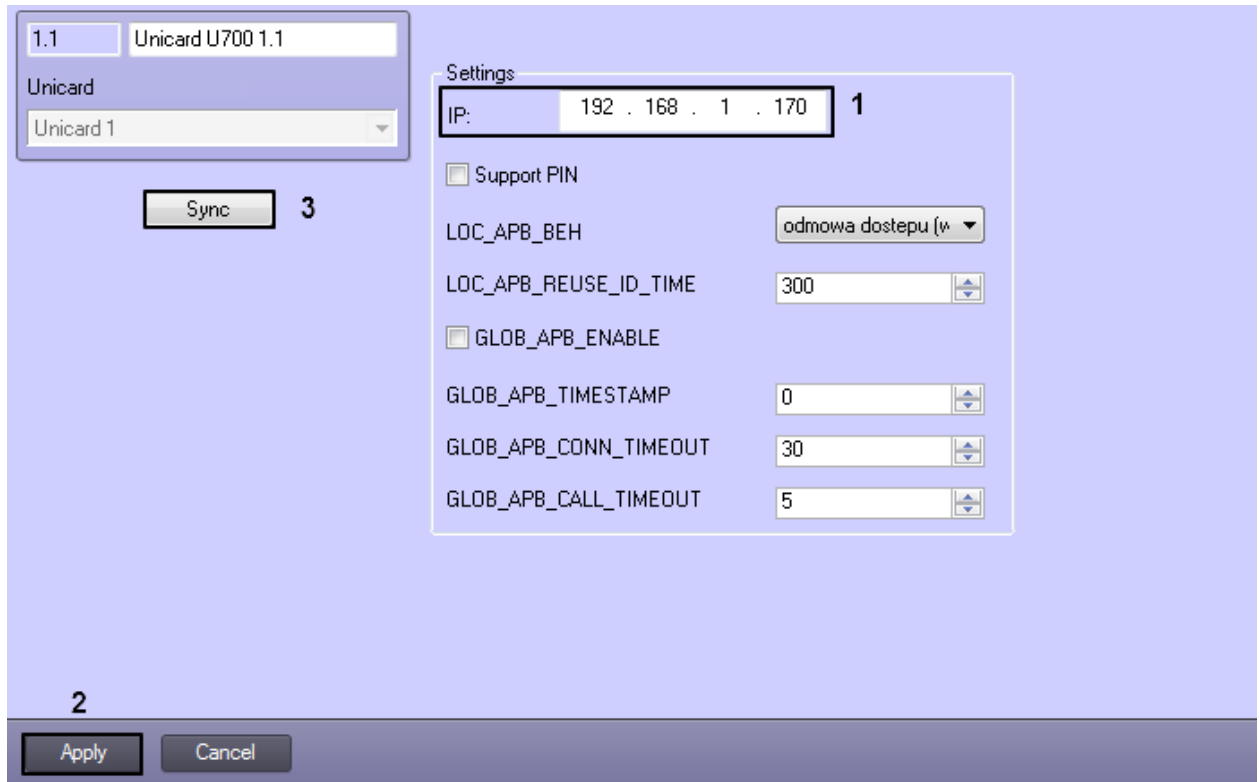 1.1 Unicard U700 1.1
Unicard
Unicard 1
Sync 3
Settings
IP: 192 . 168 . 1 . 170 1
Support PIN
LOC_APB_BEH odmowa dostepu (w
LOC_APB_REUSE_ID_TIME 300
GLOB_APB_ENABLE
GLOB_APB_TIMESTAMP 0
GLOB_APB_CONN_TIMEOUT 30
GLOB_APB_CALL_TIMEOUT 5
2
Apply Cancel